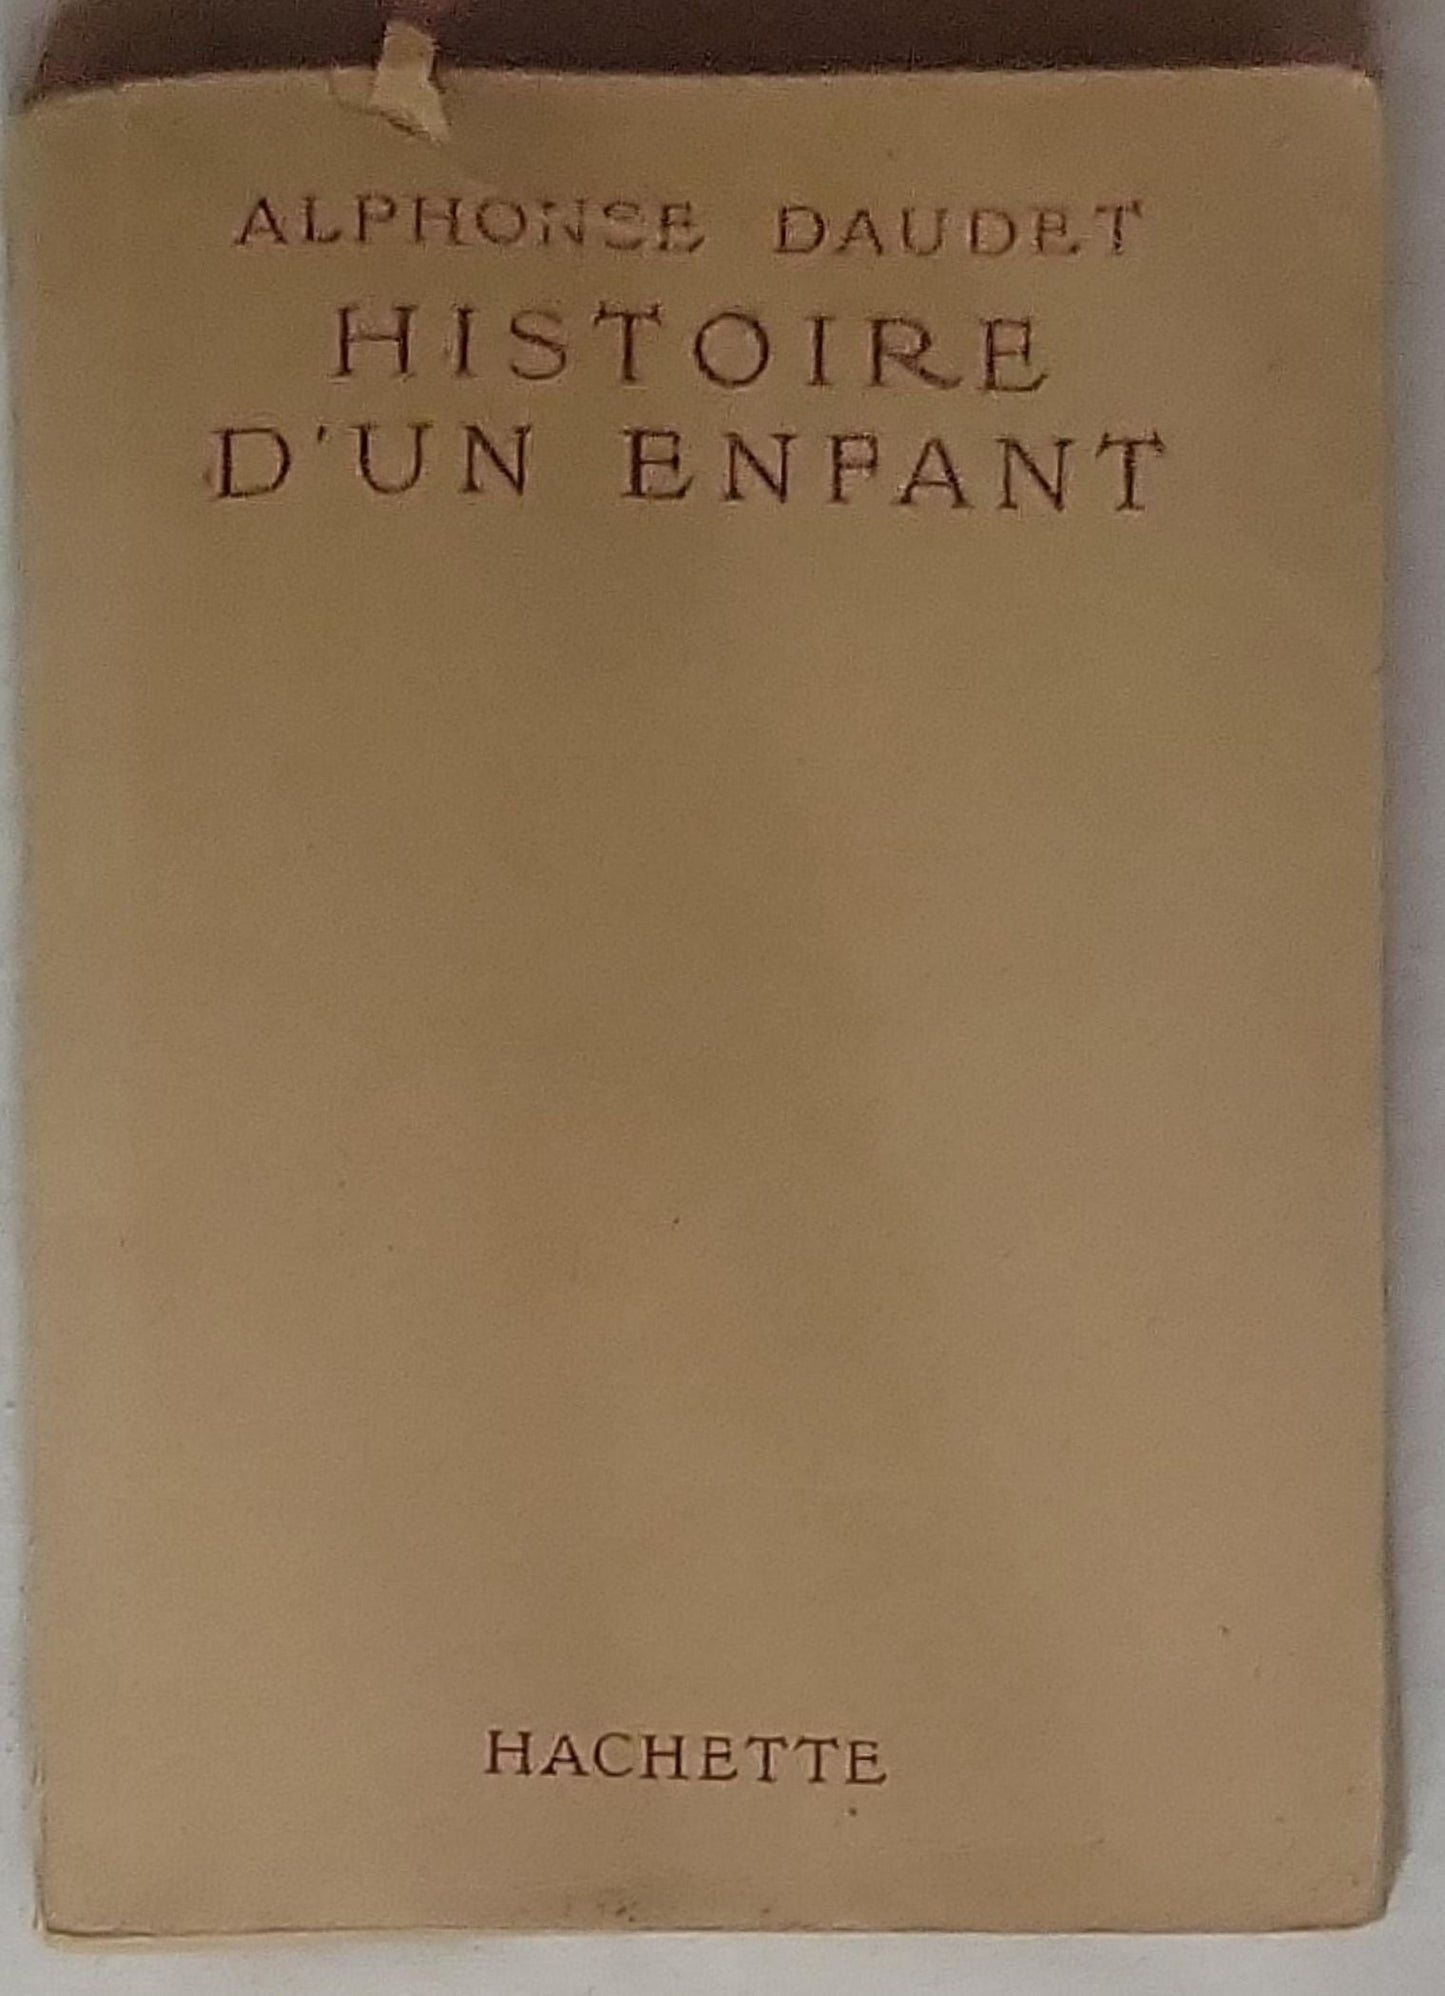 ALPHONSE DAUDET
HISTOIRE
D'UN ENFANT
HACHETTE